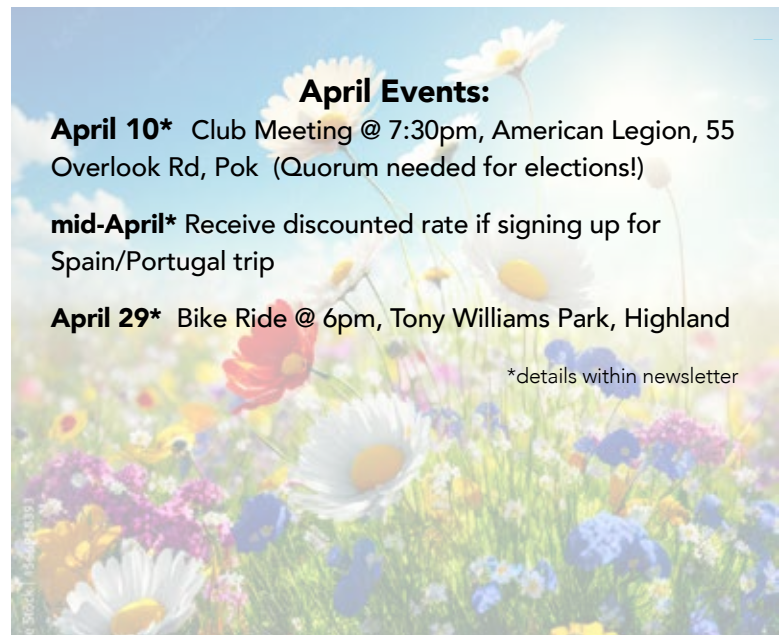 April Events:
April 10* Club Meeting @ 7:30pm, American Legion, 55
Overlook Rd, Pok (Quorum needed for elections!)
mid-April* Receive discounted rate if signing up for
Spain/Portugal trip
April 29* Bike Ride @ 6pm, Tony Williams Park, Highland
*details within newsletter